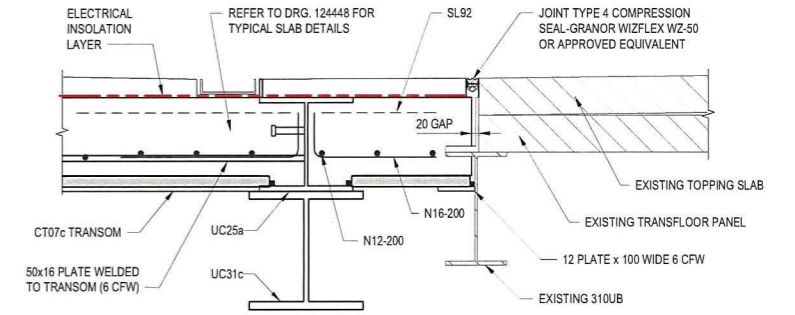 ELECTRICAL
INSOLATION
LAYER
REFER TO DRG. 124448 FOR
TYPICAL SLAB DETAILS
SL92
JOINT TYPE 4 COMPRESSION
SEAL-GRANOR WIZFLEX WZ-50
OR APPROVED EQUIVALENT
20 GAP
EXISTING TOPPING SLAB
EXISTING TRANSFLOOR PANEL
N16-200
N12-200
CT07c TRANSOM
UC25a
12 PLATE x 100 WIDE 6 CFW
50x16 PLATE WELDED
TO TRANSOM (6 CFW)
UC31c
EXISTING 310UB